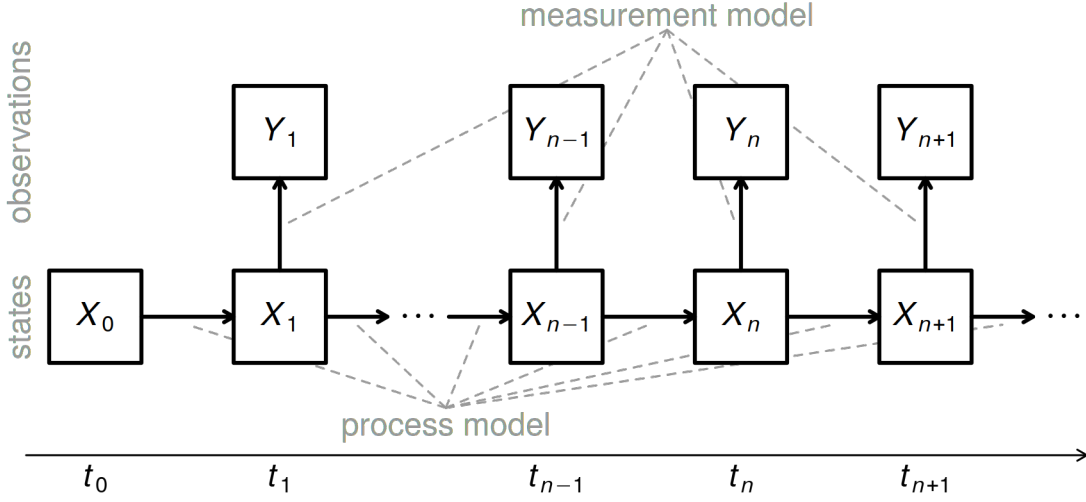 measurement model
observations
Y₁ Yₙ₋₁ Yₙ Yₙ₊₁
states
X₀ X₁ ··· Xₙ₋₁ Xₙ Xₙ₊₁ ···
process model
t₀ t₁ tₙ₋₁ tₙ tₙ₊₁